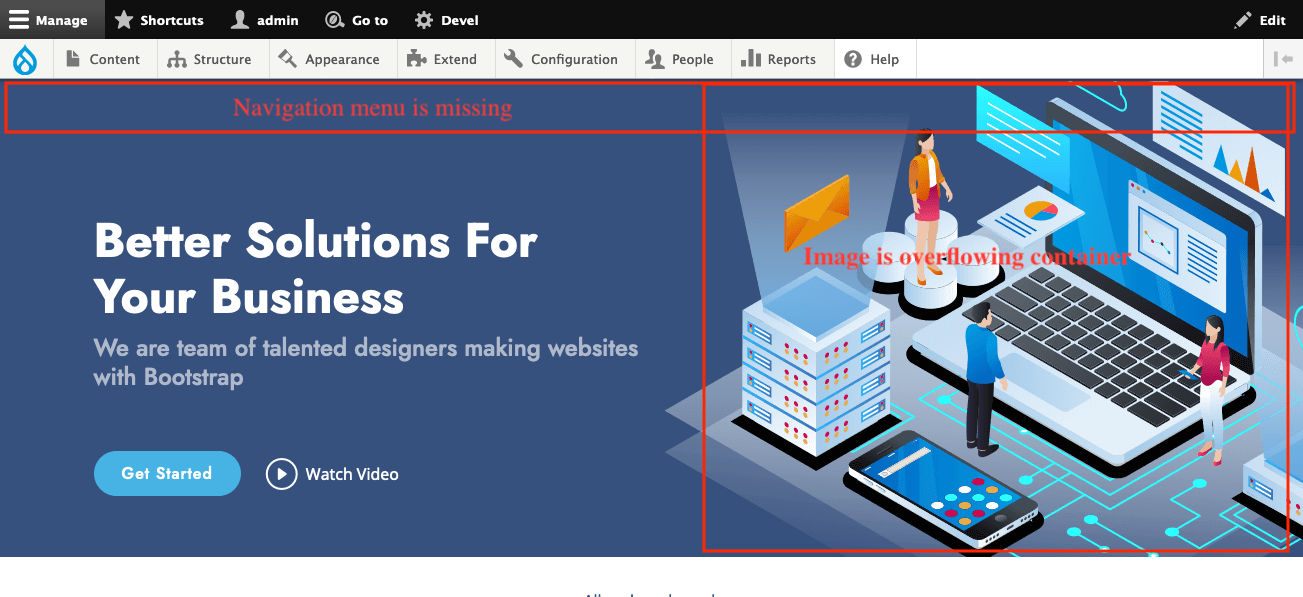 Manage Shortcuts admin Go to Devel Edit
Content Structure Appearance Extend Configuration People Reports Help
Navigation menu is missing
Better Solutions For
Your Business
Image is overflowing container
We are team of talented designers making websites
with Bootstrap
Get Started Watch Video